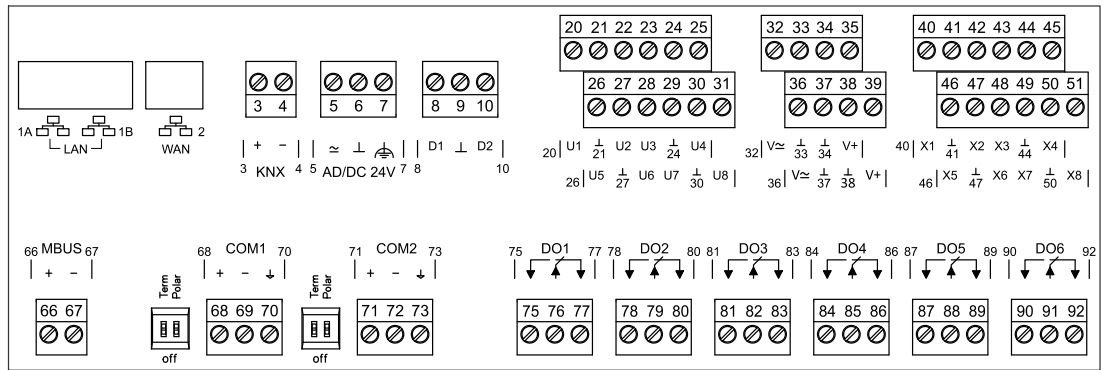 20 21 22 23 24 25
32 33 34 35
40 41 42 43 44 45
26 27 28 29 30 31
36 37 38 39
46 47 48 49 50 51
3 4
5 6 7
8 9 10
1A 1B
LAN
2
WAN
+ −
3 KNX 4
≃ ⊥ ⏚
5 AD/DC 24V 7
D1 ⊥ D2
8 10
20 U1 ⊥ 21 U2 U3 ⊥ 24 U4
26 U5 ⊥ 27 U6 U7 ⊥ 30 U8
32 V≃ ⊥ 33 ⊥ 34 V+
36 V≃ ⊥ 37 ⊥ 38 V+
40 X1 ⊥ 41 X2 X3 ⊥ 44 X4
46 X5 ⊥ 47 X6 X7 ⊥ 50 X8
66 MBUS 67
+ −
68 COM1 70
+ −
71 COM2 73
+ −
75 DO1 77
78 DO2 80
81 DO3 83
84 DO4 86
87 DO5 89
90 DO6 92
66 67
Term
Polar
off
68 69 70
Term
Polar
off
71 72 73
75 76 77
78 79 80
81 82 83
84 85 86
87 88 89
90 91 92